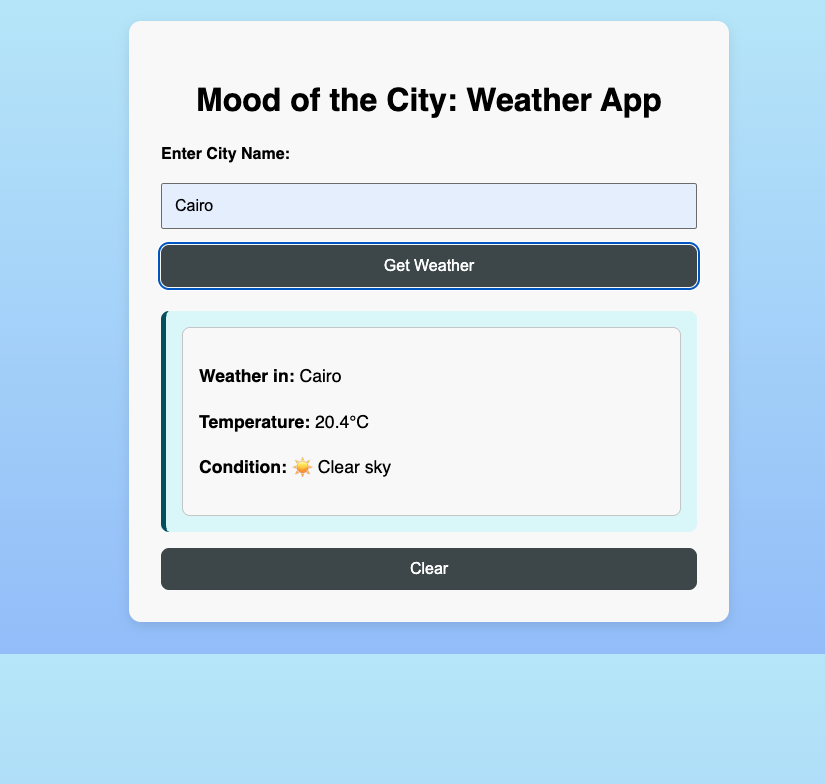 Mood of the City: Weather App
Enter City Name:
Cairo
Get Weather
Weather in: Cairo
Temperature: 20.4°C
Condition: ☀️ Clear sky
Clear